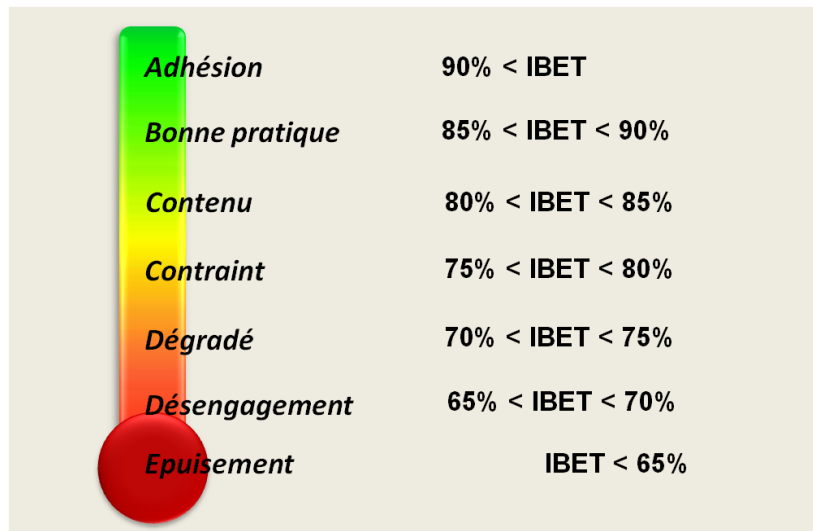 Adhésion 90% < IBET
Bonne pratique 85% < IBET < 90%
Contenu 80% < IBET < 85%
Contraint 75% < IBET < 80%
Dégradé 70% < IBET < 75%
Désengagement 65% < IBET < 70%
Epuisement IBET < 65%